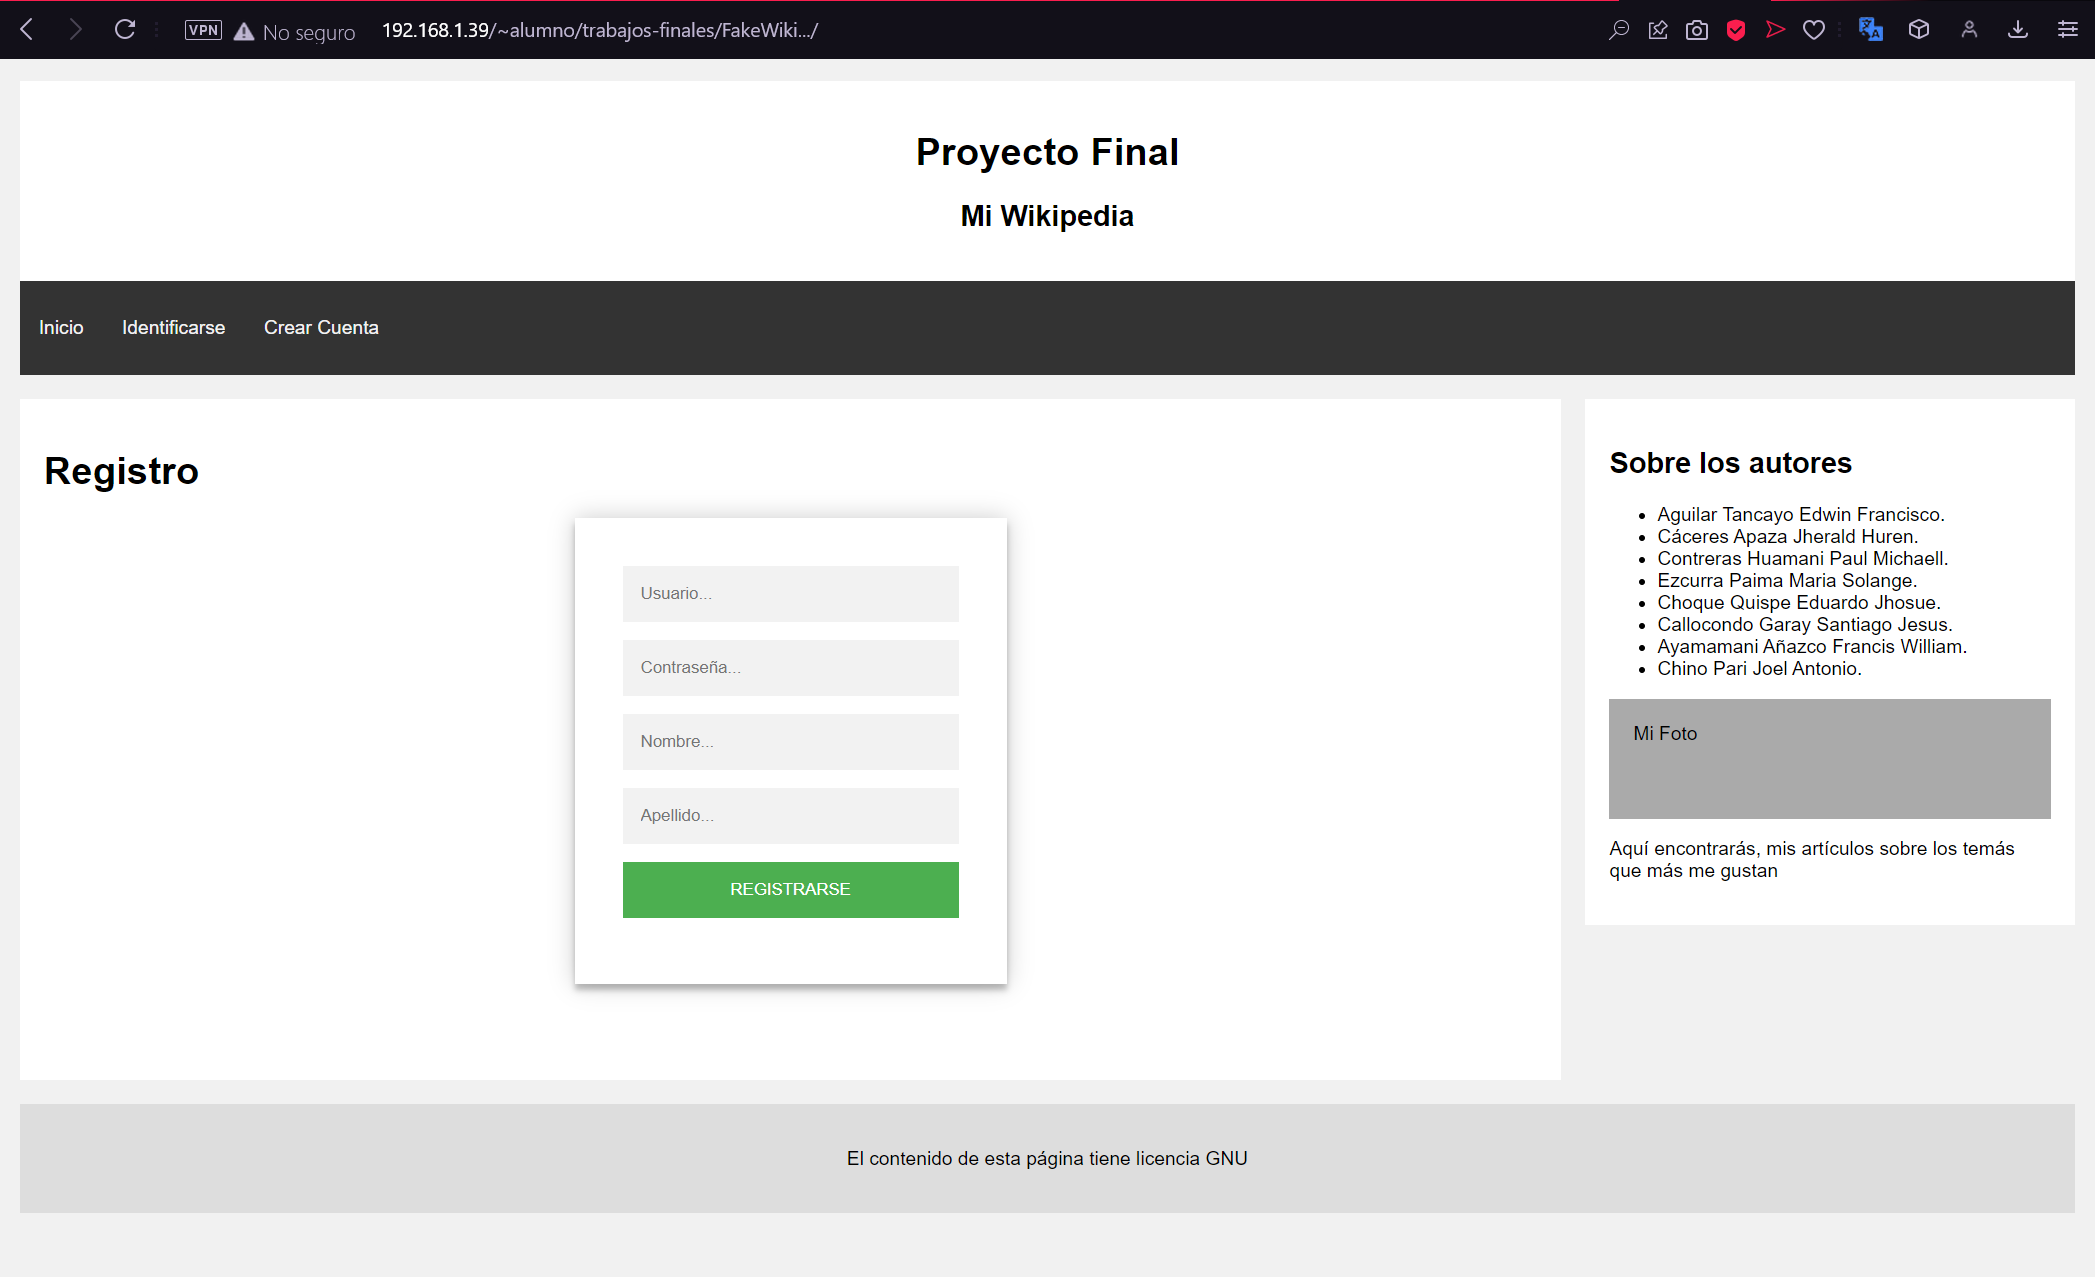 VPN No seguro 192.168.1.39/~alumno/trabajos-finales/FakeWiki.../
Proyecto Final
Mi Wikipedia
Inicio Identificarse Crear Cuenta
Registro
Usuario...
Contraseña...
Nombre...
Apellido...
REGISTRARSE
Sobre los autores
Aguilar Tancayo Edwin Francisco.
Cáceres Apaza Jherald Huren.
Contreras Huamani Paul Michaell.
Ezcurra Paima Maria Solange.
Choque Quispe Eduardo Jhosue.
Callocondo Garay Santiago Jesus.
Ayamamani Añazco Francis William.
Chino Pari Joel Antonio.
Mi Foto
Aquí encontrarás, mis artículos sobre los temás
que más me gustan
El contenido de esta página tiene licencia GNU